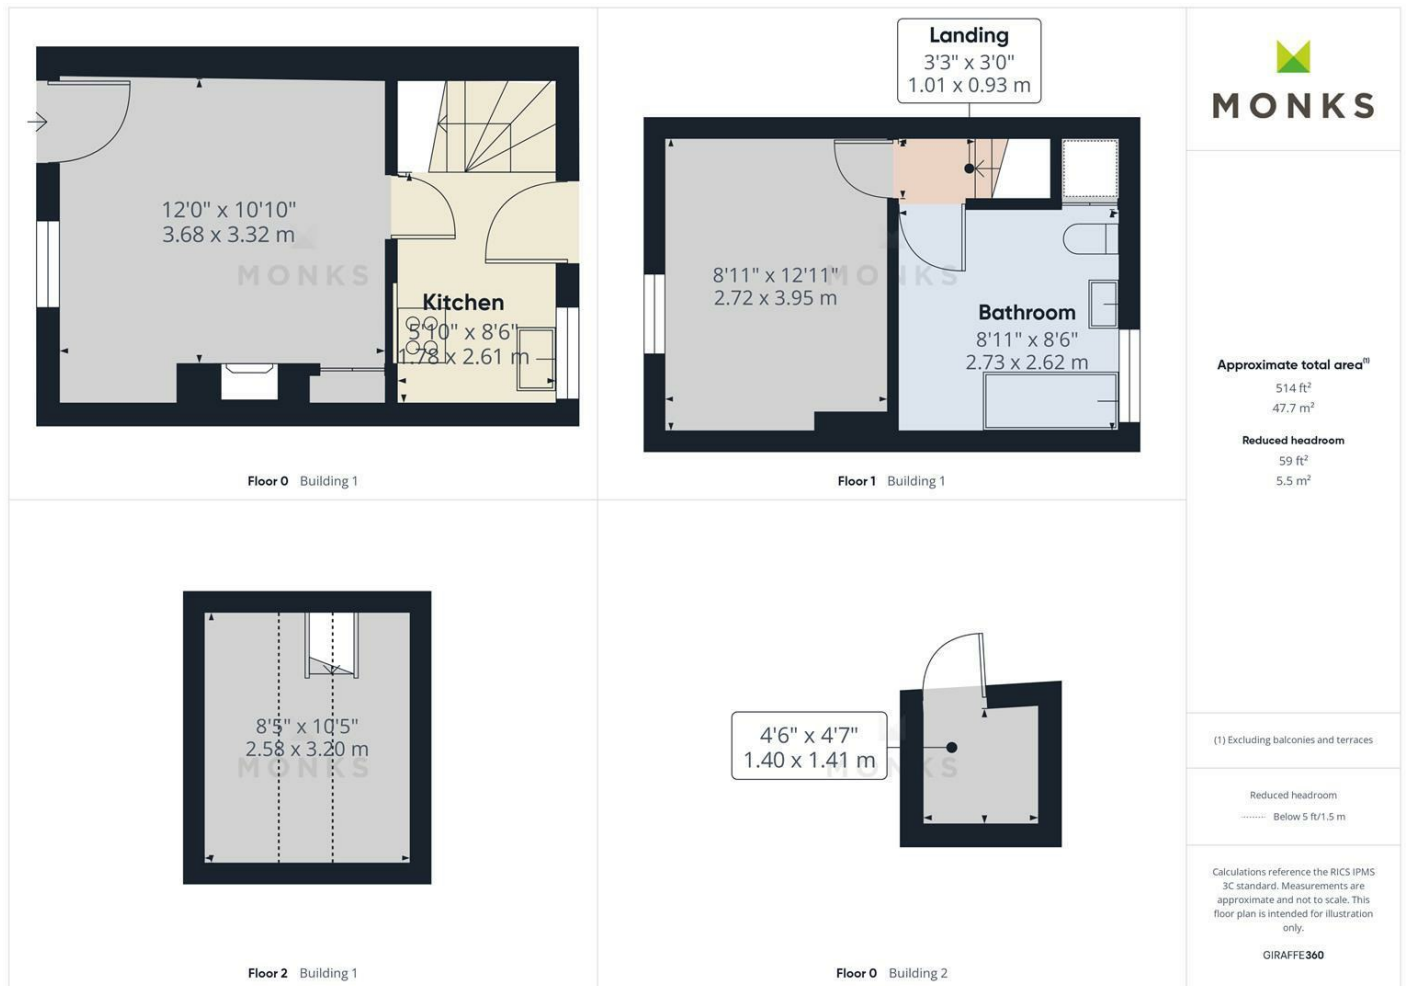 12'0" x 10'10"
3.68 x 3.32 m
MONKS
Kitchen
5'10" x 8'6"
1.78 x 2.61 m
Floor 0 Building 1
Landing
3'3" x 3'0"
1.01 x 0.93 m
8'11" x 12'11"
2.72 x 3.95 m
MONKS
Bathroom
8'11" x 8'6"
2.73 x 2.62 m
Floor 1 Building 1
8'5" x 10'5"
2.58 x 3.20 m
MONKS
Floor 2 Building 1
4'6" x 4'7"
1.40 x 1.41 m
MONKS
Floor 0 Building 2
MONKS
Approximate total area(1)
514 ft²
47.7 m²
Reduced headroom
59 ft²
5.5 m²
(1) Excluding balconies and terraces
Reduced headroom
Below 5 ft/1.5 m
Calculations reference the RICS IPMS
3C standard. Measurements are
approximate and not to scale. This
floor plan is intended for illustration
only.
GIRAFFE360